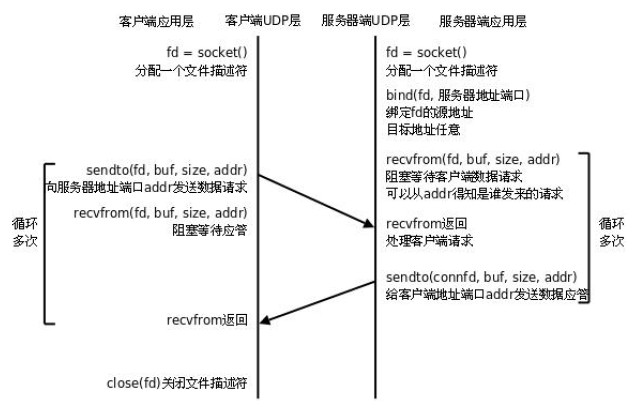 客户端应用层 客户端UDP层 服务器端UDP层 服务器端应用层
fd = socket()
分配一个文件描述符
fd = socket()
分配一个文件描述符
bind(fd, 服务器地址端口)
绑定fd的源地址
目标地址任意
循环
多次
sendto(fd, buf, size, addr)
向服务器地址端口addr发送数据请求
recvfrom(fd, buf, size, addr)
阻塞等待应管
recvfrom(fd, buf, size, addr)
阻塞等待客户端数据请求
可以从addr得知是谁发来的请求
recvfrom返回
处理客户端请求
循环
多次
sendto(connfd, buf, size, addr)
给客户端地址端口addr发送数据应管
recvfrom返回
close(fd)关闭文件描述符